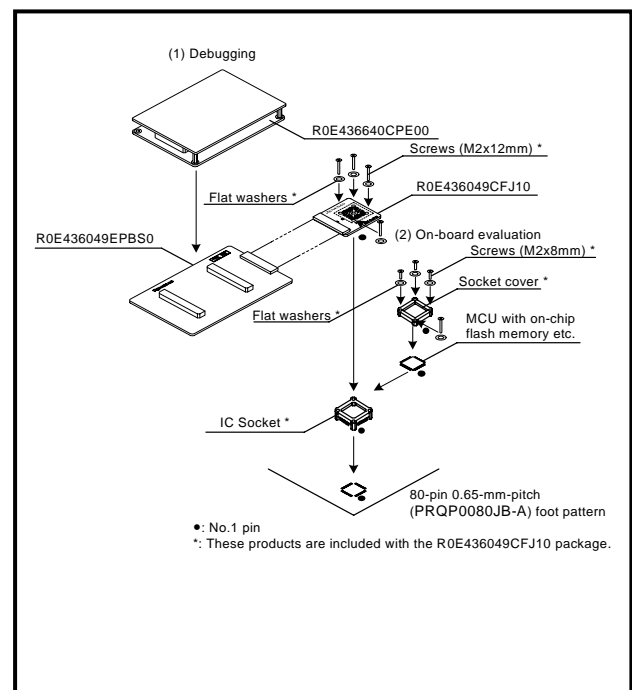 (1) Debugging
R0E436640CPE00
Screws (M2x12mm) *
Flat washers *
R0E436049CFJ10
R0E436049EPBS0
(2) On-board evaluation
Screws (M2x8mm) *
Socket cover *
Flat washers *
MCU with on-chip
flash memory etc.
IC Socket *
80-pin 0.65-mm-pitch
(PRQP0080JB-A) foot pattern
●: No.1 pin
*: These products are included with the R0E436049CFJ10 package.